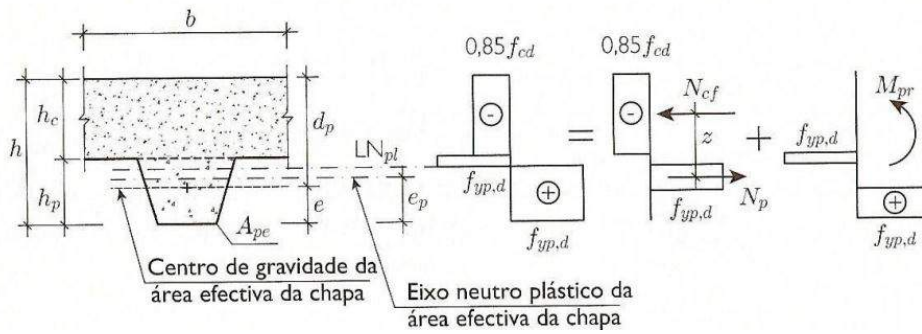 b
0,85f_cd
0,85f_cd
h
h_c
h_p
d_p
e
LN_pl
e_p
A_pe
f_yp,d
f_yp,d
=
N_cf
z
N_p
f_yp,d
+
M_pr
f_yp,d
f_yp,d
Centro de gravidade da
área efectiva da chapa
Eixo neutro plástico da
área efectiva da chapa